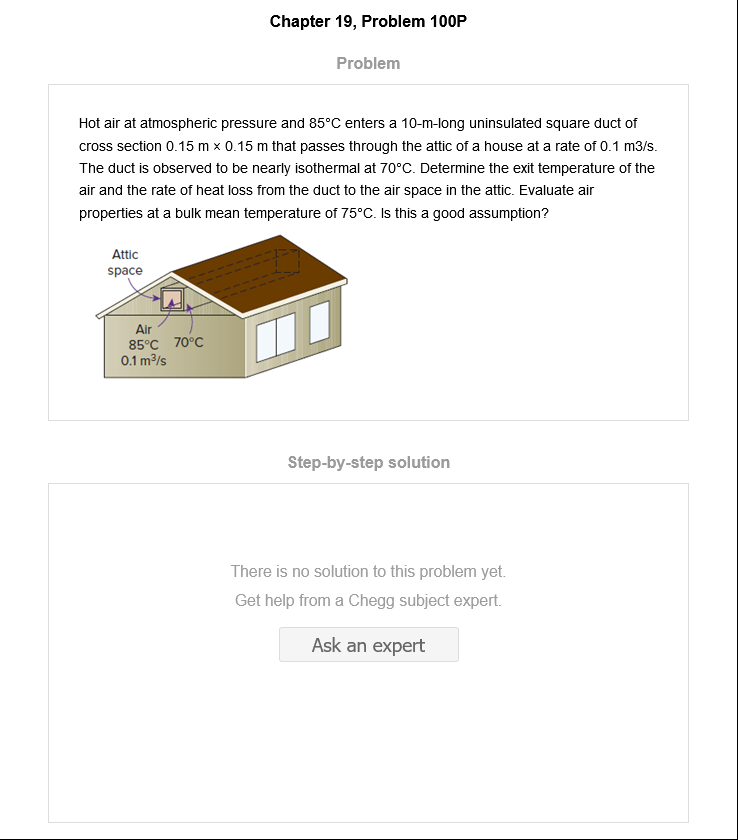 Chapter 19, Problem 100P
Problem
Hot air at atmospheric pressure and 85°C enters a 10-m-long uninsulated square duct of
cross section 0.15 m × 0.15 m that passes through the attic of a house at a rate of 0.1 m3/s.
The duct is observed to be nearly isothermal at 70°C. Determine the exit temperature of the
air and the rate of heat loss from the duct to the air space in the attic. Evaluate air
properties at a bulk mean temperature of 75°C. Is this a good assumption?
Attic
space
Air
85°C 70°C
0.1 m³/s
Step-by-step solution
There is no solution to this problem yet.
Get help from a Chegg subject expert.
Ask an expert